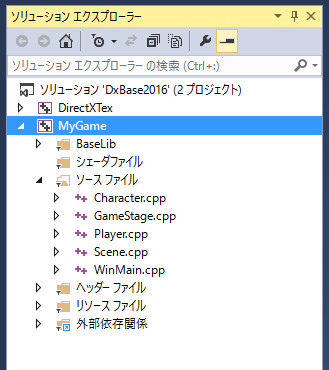 ソリューション エクスプローラー
ソリューション エクスプローラー の検索 (Ctrl+:)
ソリューション 'DxBase2016' (2 プロジェクト)
DirectXTex
MyGame
BaseLib
シェーダファイル
ソース ファイル
Character.cpp
GameStage.cpp
Player.cpp
Scene.cpp
WinMain.cpp
ヘッダー ファイル
リソース ファイル
外部依存関係